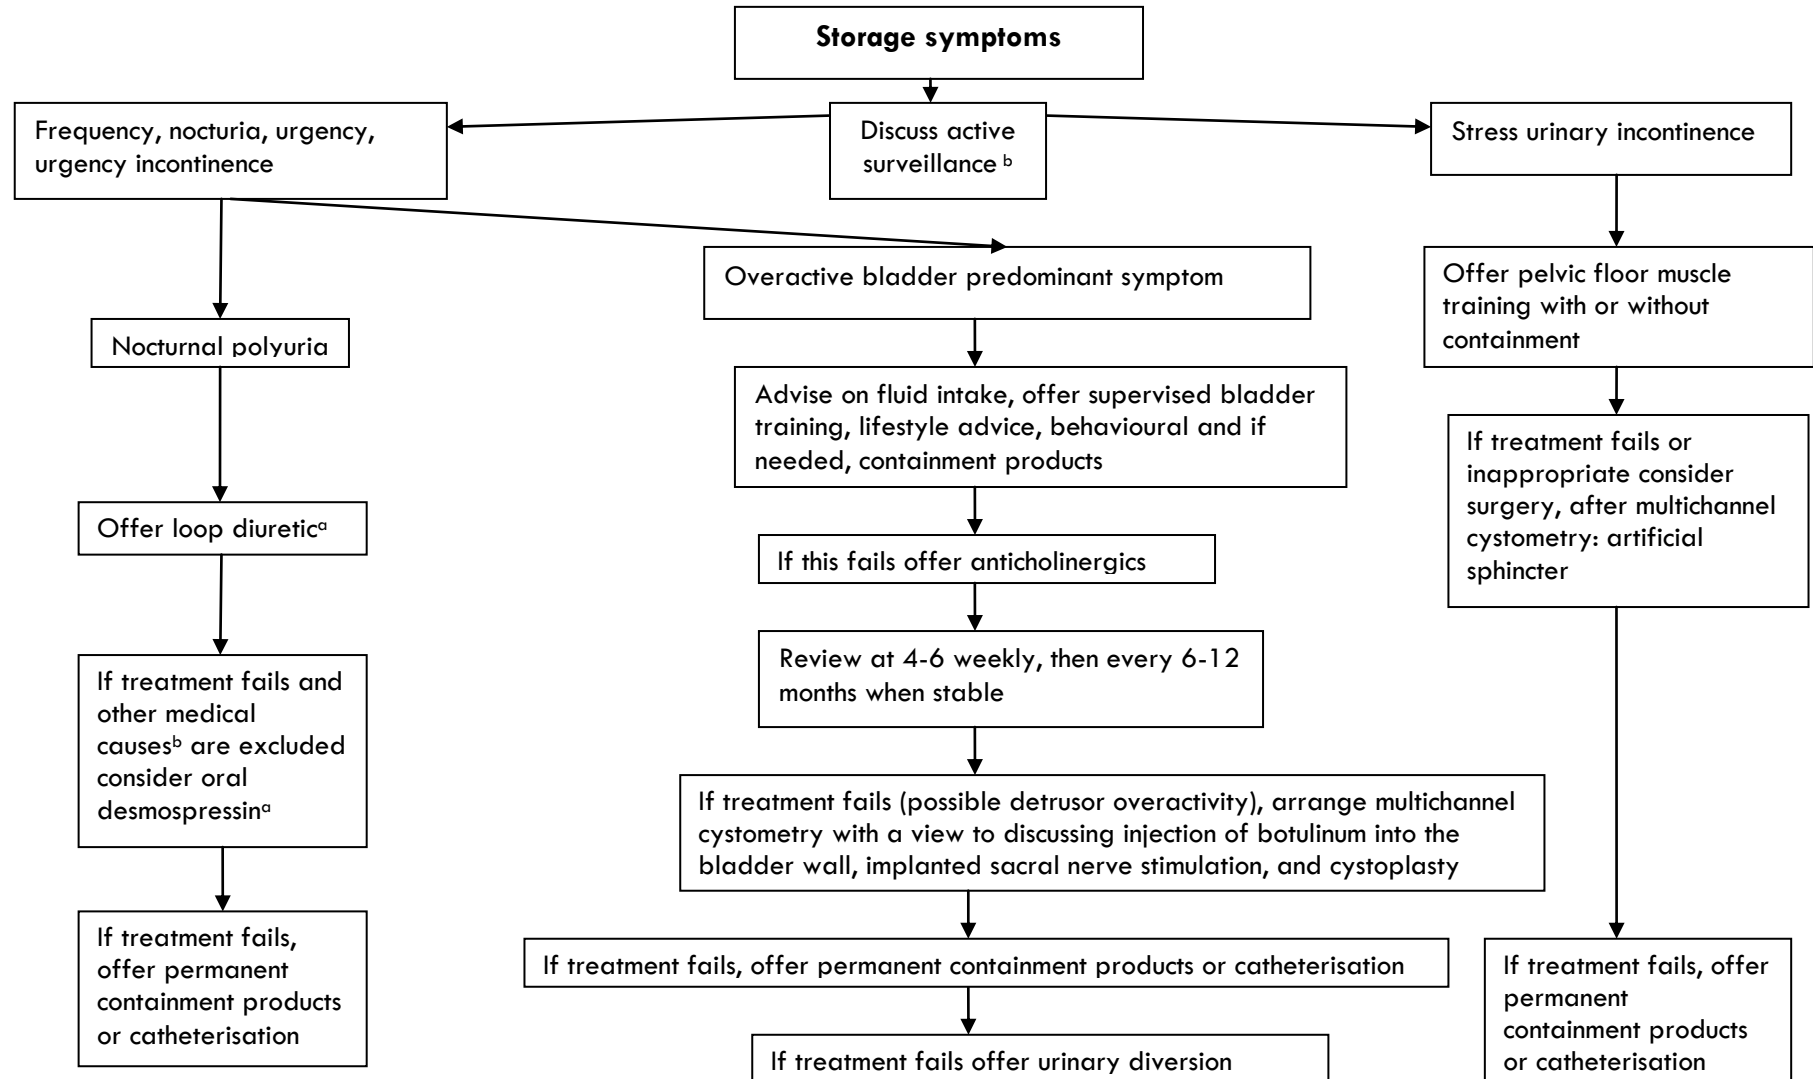 Storage symptoms
Frequency, nocturia, urgency,
urgency incontinence
Discuss active
surveillance ᵇ
Stress urinary incontinence
Nocturnal polyuria
Offer loop diureticᵃ
If treatment fails and
other medical
causesᵇ are excluded
consider oral
desmospressinᵃ
If treatment fails,
offer permanent
containment products
or catheterisation
Overactive bladder predominant symptom
Advise on fluid intake, offer supervised bladder
training, lifestyle advice, behavioural and if
needed, containment products
If this fails offer anticholinergics
Review at 4-6 weekly, then every 6-12
months when stable
If treatment fails (possible detrusor overactivity), arrange multichannel
cystometry with a view to discussing injection of botulinum into the
bladder wall, implanted sacral nerve stimulation, and cystoplasty
If treatment fails, offer permanent containment products or catheterisation
If treatment fails offer urinary diversion
Offer pelvic floor muscle
training with or without
containment
If treatment fails or
inappropriate consider
surgery, after multichannel
cystometry: artificial
sphincter
If treatment fails, offer
permanent
containment products
or catheterisation